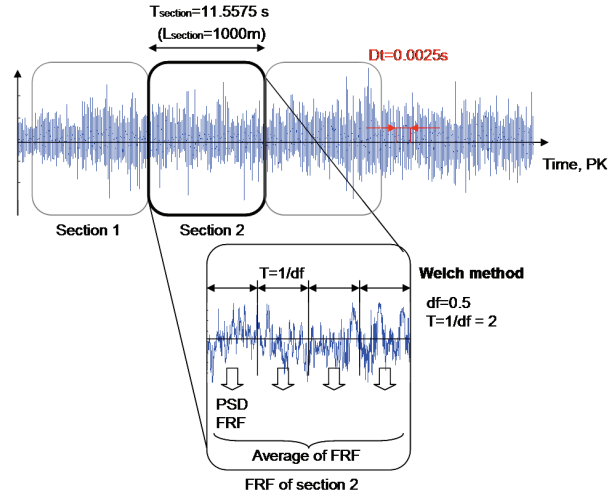 Tsection=11.5575 s
(Lsection=1000m)
Dt=0.0025s
Time, PK
Section 1
Section 2
T=1/df
Welch method
df=0.5
T=1/df = 2
PSD
FRF
Average of FRF
FRF of section 2